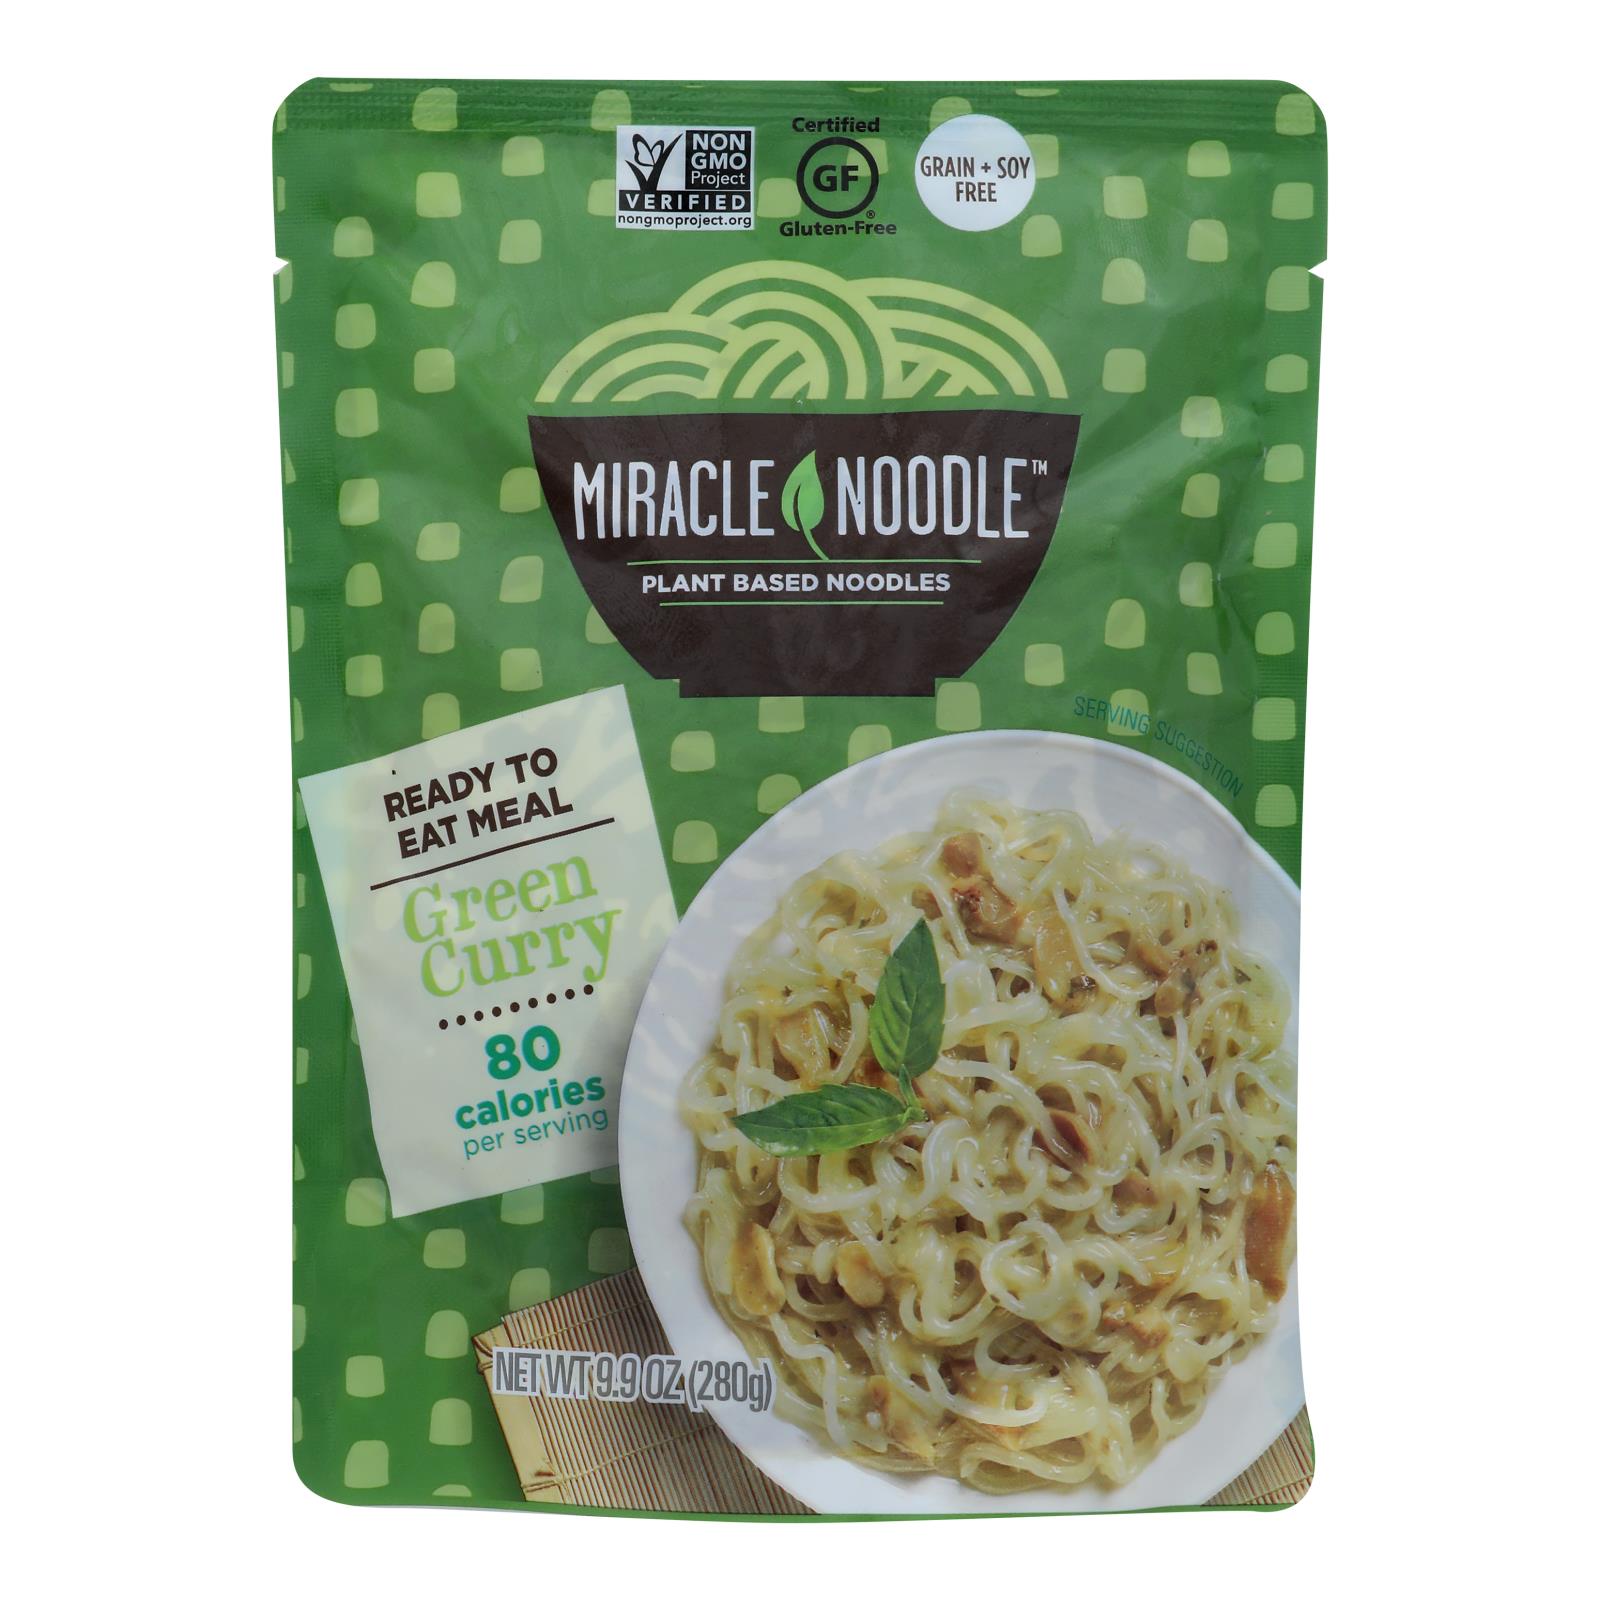 NON
GMO
Project
VERIFIED
nongmoproject.org
Certified
GF®
Gluten-Free
GRAIN + SOY
FREE
MIRACLE NOODLE™
PLANT BASED NOODLES
SERVING SUGGESTION
READY TO
EAT MEAL
Green
Curry
80
calories
per serving
NET WT 9.9 OZ (280g)